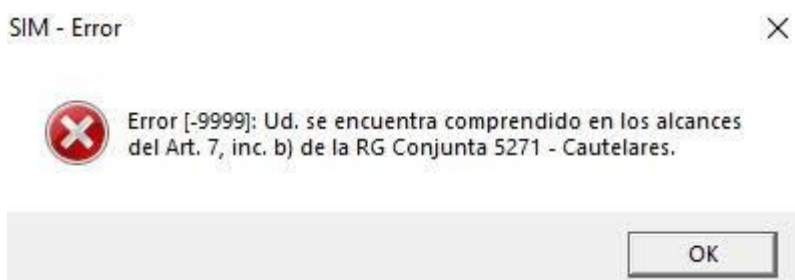 SIM - Error
Error [-9999]: Ud. se encuentra comprendido en los alcances
del Art. 7, inc. b) de la RG Conjunta 5271 - Cautelares.
OK